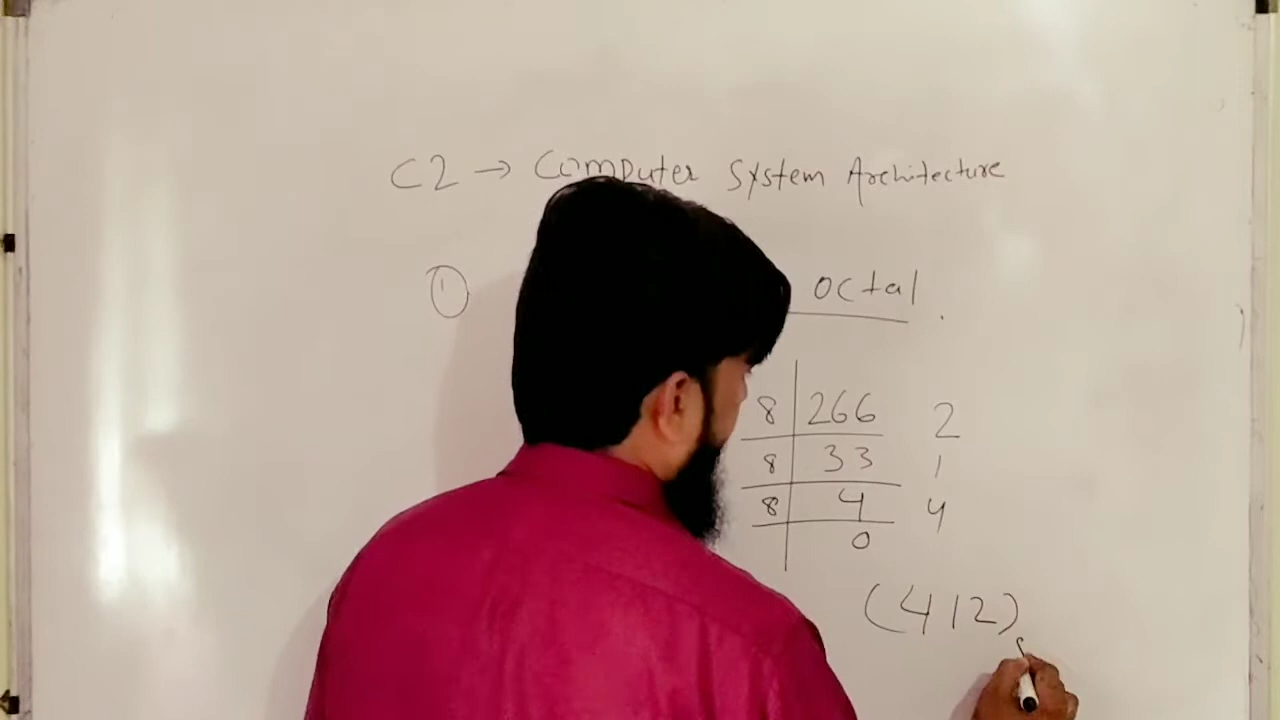 C2 → Computer System Architecture
① octal
8 266 2
8 33 1
8 4 4
0
(412)